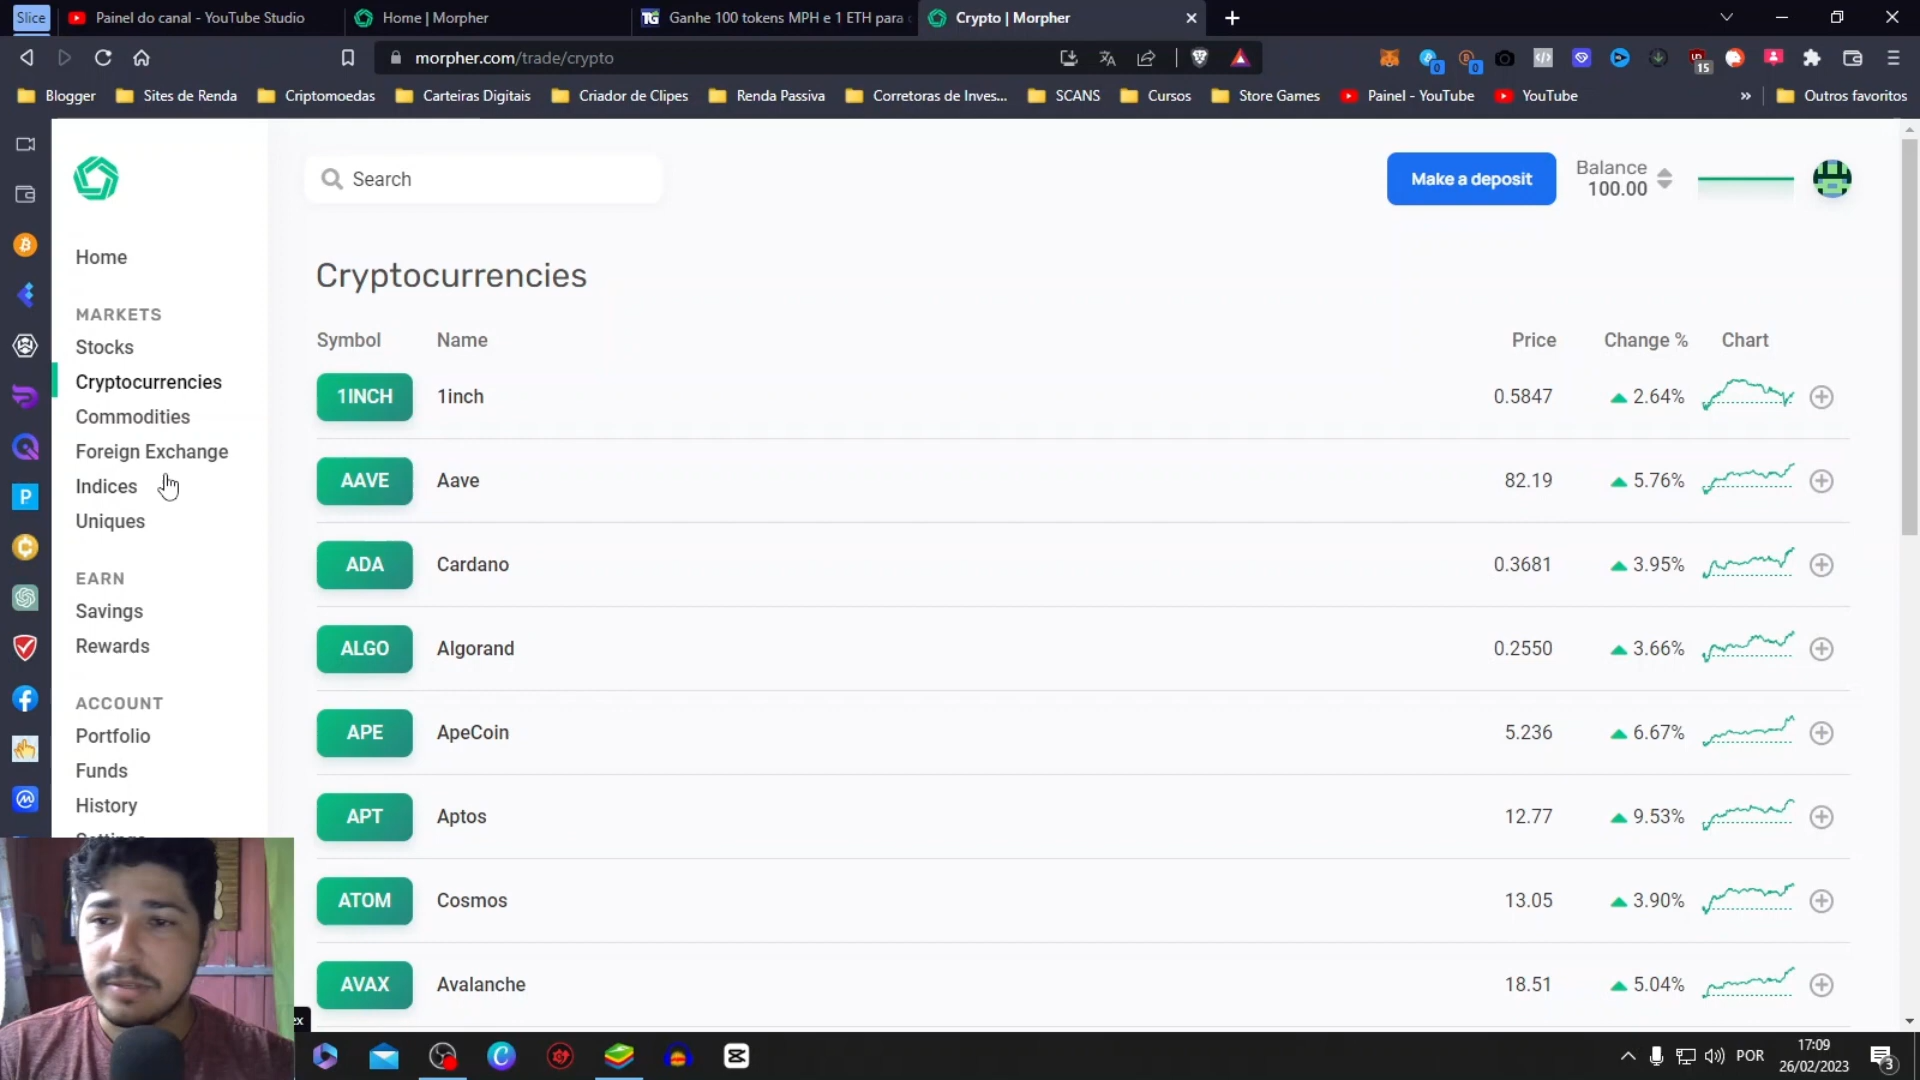 Slice
Painel do canal - YouTube Studio
Home | Morpher
Ganhe 100 tokens MPH e 1 ETH para
Crypto | Morpher
morpher.com/trade/crypto
0
0
15
Blogger
Sites de Renda
Criptomoedas
Carteiras Digitais
Criador de Clipes
Renda Passiva
Corretoras de Inves...
SCANS
Cursos
Store Games
Painel - YouTube
YouTube
Outros favoritos
Search
Make a deposit
Balance
100.00
Home
MARKETS
Stocks
Cryptocurrencies
Commodities
Foreign Exchange
Indices
Uniques
EARN
Savings
Rewards
ACCOUNT
Portfolio
Funds
History
Cryptocurrencies
Symbol Name Price Change % Chart
1INCH 1inch 0.5847 2.64%
AAVE Aave 82.19 5.76%
ADA Cardano 0.3681 3.95%
ALGO Algorand 0.2550 3.66%
APE ApeCoin 5.236 6.67%
APT Aptos 12.77 9.53%
ATOM Cosmos 13.05 3.90%
AVAX Avalanche 18.51 5.04%
ex
POR
17:09
26/02/2023
3